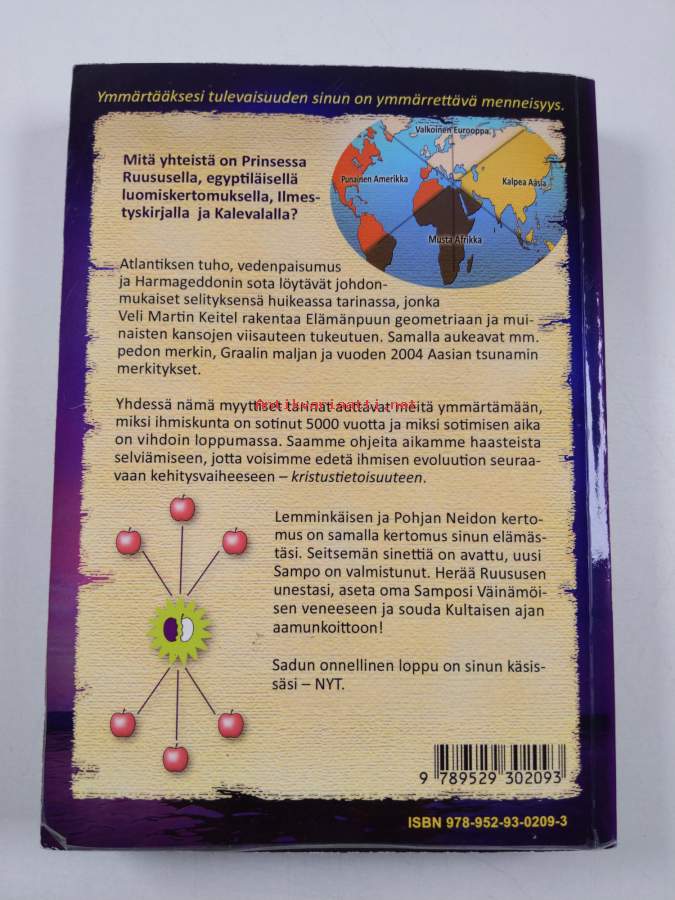 Ymmärtääksesi tulevaisuuden sinun on ymmärrettävä menneisyys.
Mitä yhteistä on Prinsessa
Ruususella, egyptiläisellä
luomiskertomuksella, Ilmes-
tyskirjalla ja Kalevalalla?
Valkoinen Eurooppa
Punainen Amerikka
Kalpea Aasia
Musta Afrikka
Atlantiksen tuho, vedenpaisumus
ja Harmageddonin sota löytävät johdon-
mukaiset selityksensä huikeassa tarinassa, jonka
Veli Martin Keitel rakentaa Elämänpuun geometriaan ja mui-
naisten kansojen viisauteen tukeutuen. Samalla aukeavat mm.
pedon merkin, Graalin maljan ja vuoden 2004 Aasian tsunamin
merkitykset.
Antikvariaatti.net
Yhdessä nämä myyttiset tarinat auttavat meitä ymmärtämään,
miksi ihmiskunta on sotinut 5000 vuotta ja miksi sotimisen aika
on vihdoin loppumassa. Saamme ohjeita aikamme haasteista
selviämiseen, jotta voisimme edetä ihmisen evoluution seuraa-
vaan kehitysvaiheeseen – kristustietoisuuteen.
Lemminkäisen ja Pohjan Neidon kerto-
mus on samalla kertomus sinun elämäs-
täsi. Seitsemän sinettiä on avattu, uusi
Sampo on valmistunut. Herää Ruususen
unestasi, aseta oma Samposi Väinämöi-
sen veneeseen ja souda Kultaisen ajan
aamunkoittoon!
Sadun onnellinen loppu on sinun käsis-
säsi – NYT.
9 789529 302093
ISBN 978-952-93-0209-3